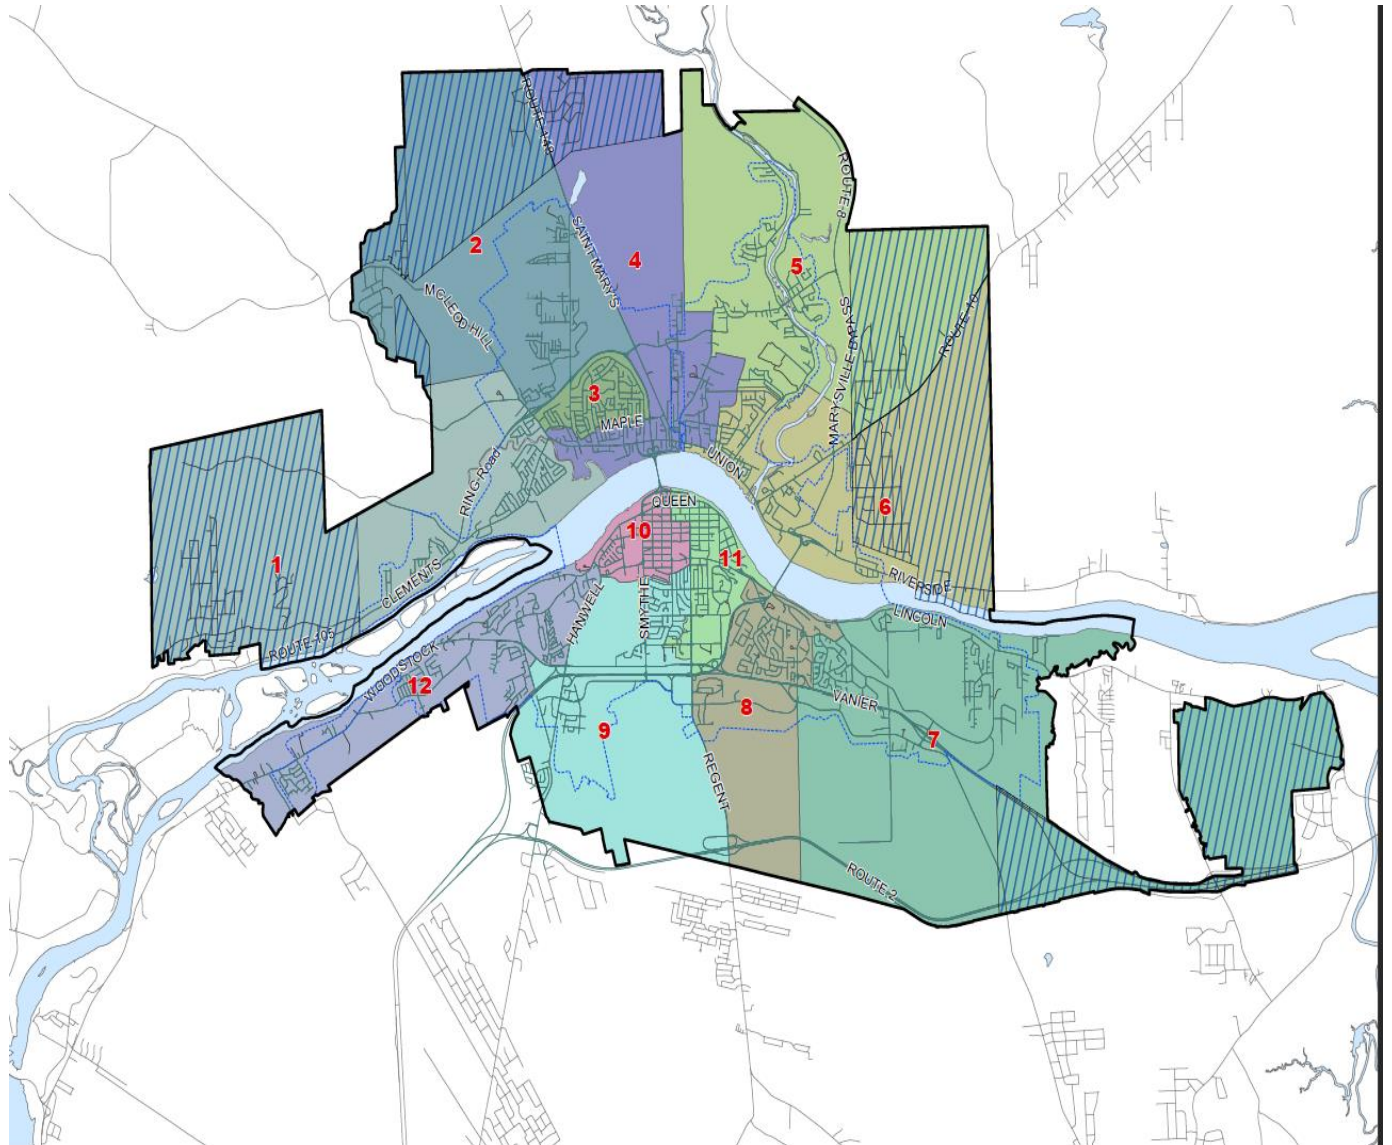 ROUTE 148
ROUTE 8
2
4
SAINT MARY'S
5
MCLEOD HILL
ROUTE 10
MARYSVILLE BYPASS
3
MAPLE
RING Road
UNION
QUEEN
6
10
11
1
CLEMENTS
RIVERSIDE
HANWELL
SMYTHE
LINCOLN
ROUTE 105
WOODSTOCK
12
VANIER
8
9
7
REGENT
ROUTE 2